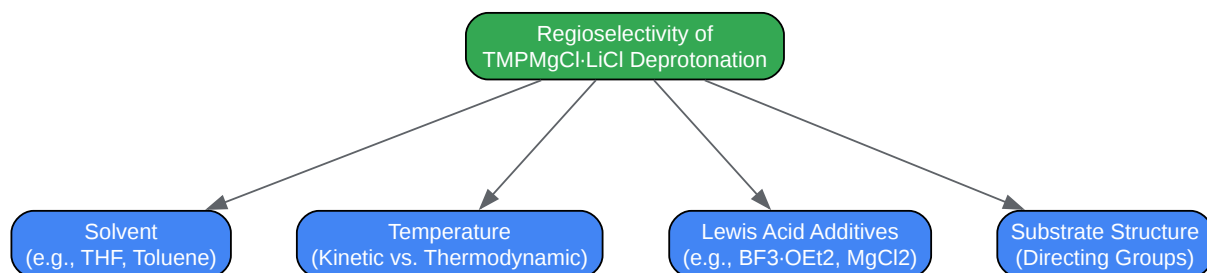 Regioselectivity of
TMPMgCl·LiCl Deprotonation
Solvent
(e.g., THF, Toluene)
Temperature
(Kinetic vs. Thermodynamic)
Lewis Acid Additives
(e.g., BF3·OEt2, MgCl2)
Substrate Structure
(Directing Groups)